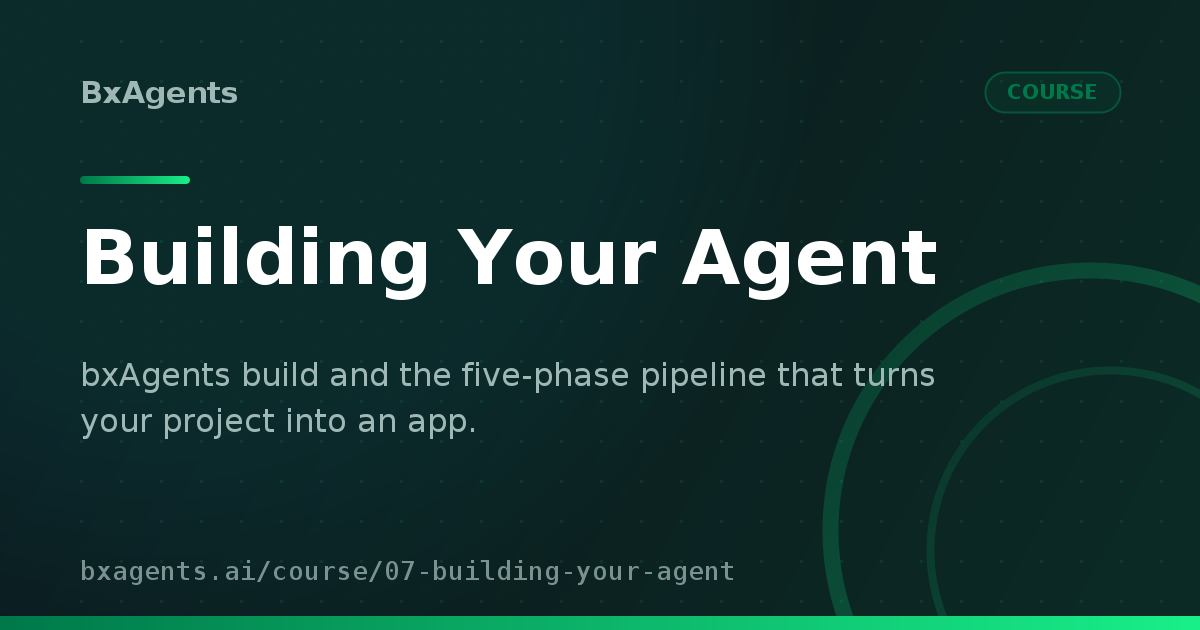 BxAgents
COURSE
Building Your Agent
bxAgents build and the five-phase pipeline that turns
your project into an app.
bxagents.ai/course/07-building-your-agent